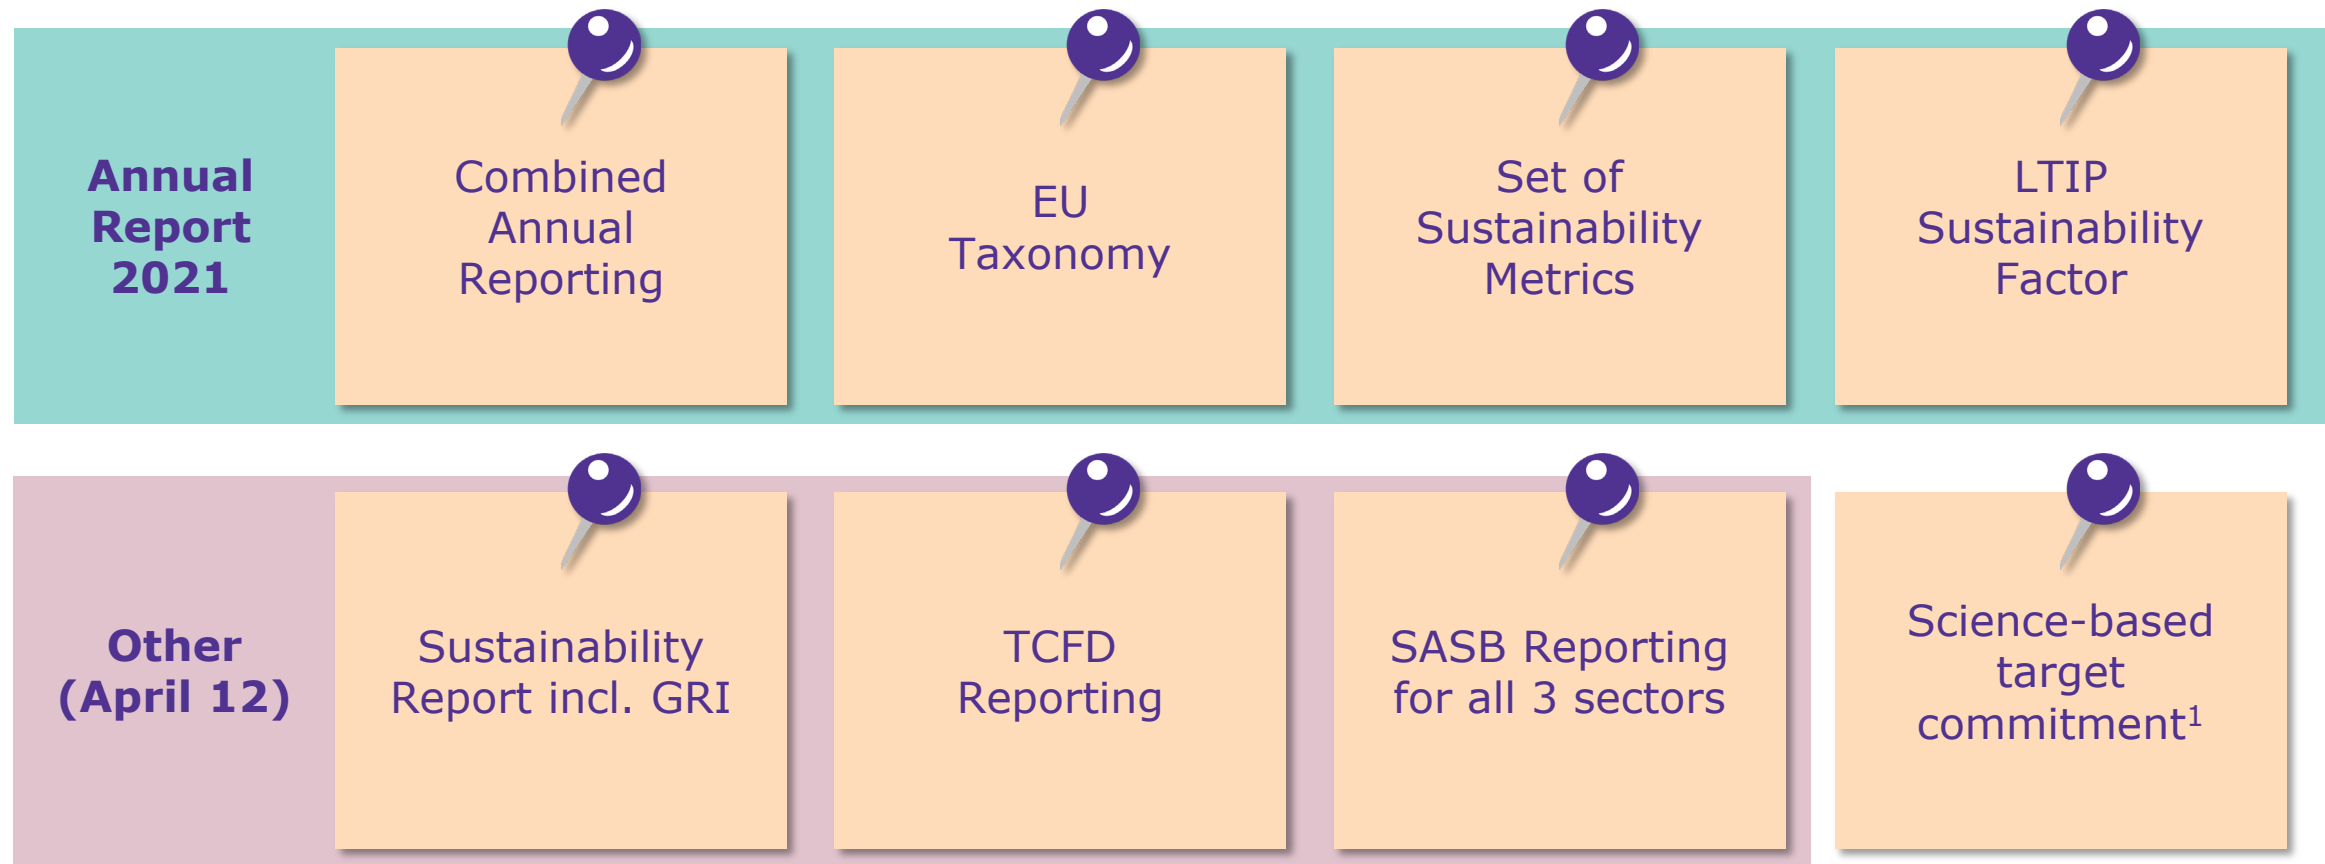 Annual
Report
2021
Combined
Annual
Reporting
EU
Taxonomy
Set of
Sustainability
Metrics
LTIP
Sustainability
Factor
Other
(April 12)
Sustainability
Report incl. GRI
TCFD
Reporting
SASB Reporting
for all 3 sectors
Science-based
target
commitment¹